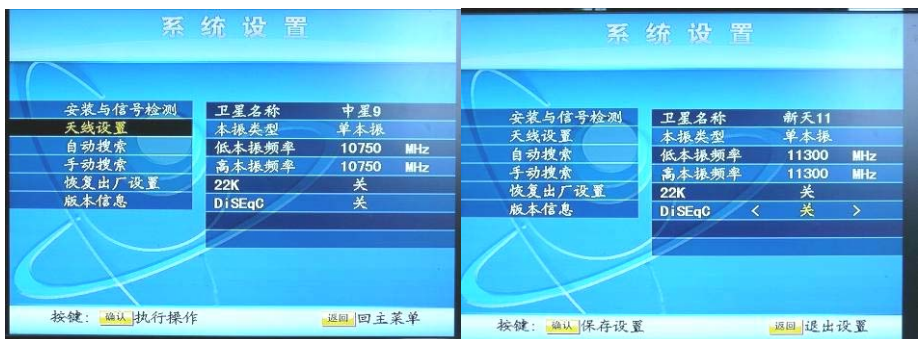 系统设置
安装与信号检测
天线设置
自动搜索
手动搜索
恢复出厂设置
版本信息
卫星名称 中星9
本振类型 单本振
低本振频率 10750 MHz
高本振频率 10750 MHz
22K 关
DiSEqC 关
按键: 确认 执行操作 返回 回主菜单
系统设置
安装与信号检测
天线设置
自动搜索
手动搜索
恢复出厂设置
版本信息
卫星名称 新天11
本振类型 单本振
低本振频率 11300 MHz
高本振频率 11300 MHz
22K 关
DiSEqC < 关 >
按键: 确认 保存设置 返回 退出设置